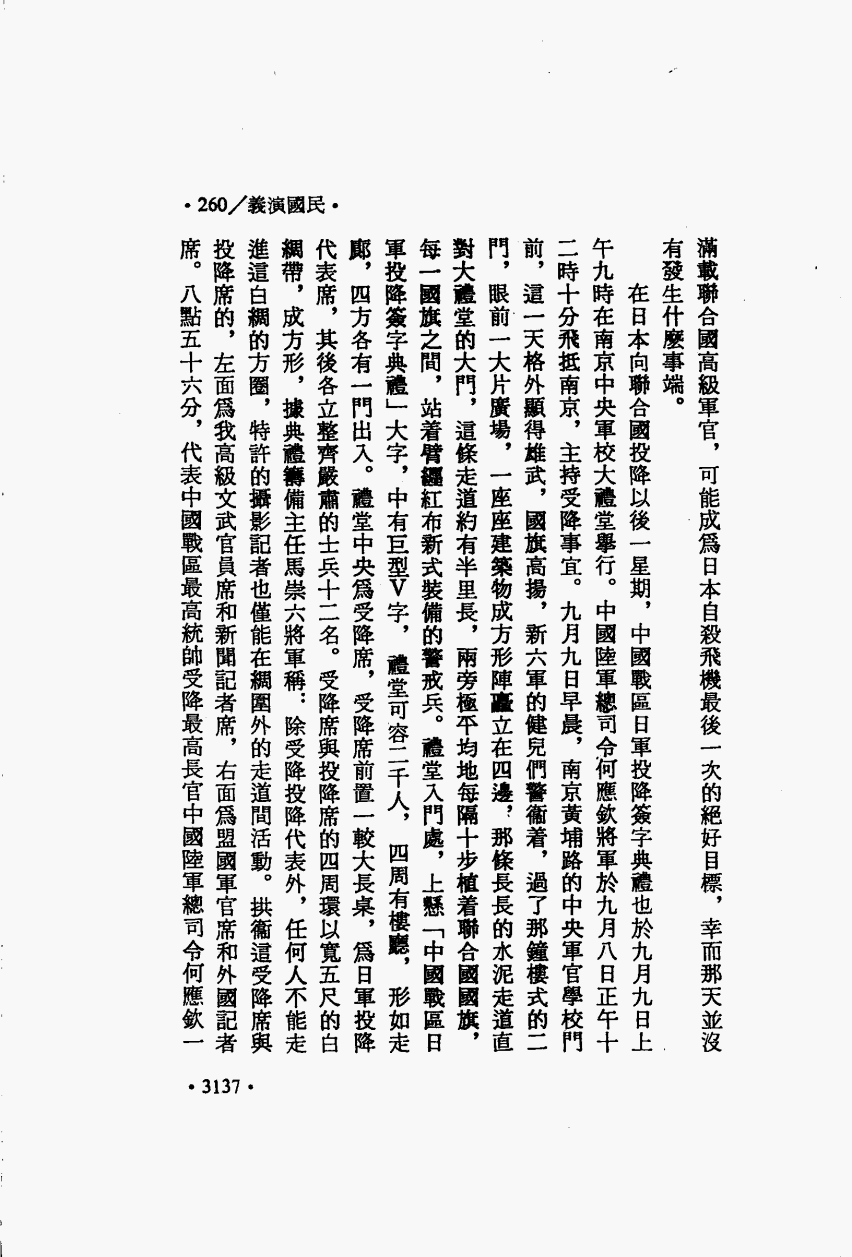 •260／義演國民•
滿載聯合國高級軍官，可能成爲日本自殺飛機最後一次的絕好目標，幸而那天並沒
有發生什麼事端。
在日本向聯合國投降以後一星期，中國戰區日軍投降簽字典禮也於九月九日上
午九時在南京中央軍校大禮堂舉行。中國陸軍總司令何應欽將軍於九月八日正午十
二時十分飛抵南京，主持受降事宜。九月九日早晨，南京黃埔路的中央軍官學校門
前，這一天格外顯得雄武，國旗高揚，新六軍的健兒們警衞着，過了那鐘樓式的二
門，眼前一大片廣場，一座座建築物成方形陣矗立在四邊，那條長長的水泥走道直
對大禮堂的大門，這條走道約有半里長，兩旁極平均地每隔十步植着聯合國國旗，
每一國旗之間，站着臂纏紅布新式裝備的警戒兵。禮堂入門處，上懸「中國戰區日
軍投降簽字典禮」大字，中有巨型V字，禮堂可容二千人，四周有樓廳，形如走
廊，四方各有一門出入。禮堂中央爲受降席，受降席前置一較大長桌，爲日軍投降
代表席，其後各立整齊嚴肅的士兵十二名。受降席與投降席的四周環以寬五尺的白
綢帶，成方形，據典禮籌備主任馬崇六將軍稱：除受降投降代表外，任何人不能走
進這白綢的方圈，特許的攝影記者也僅能在綢圍外的走道間活動。拱衞這受降席與
投降席的，左面爲我高級文武官員席和新聞記者席，右面爲盟國軍官席和外國記者
席。八點五十六分，代表中國戰區最高統帥受降最高長官中國陸軍總司令何應欽一
•3137•